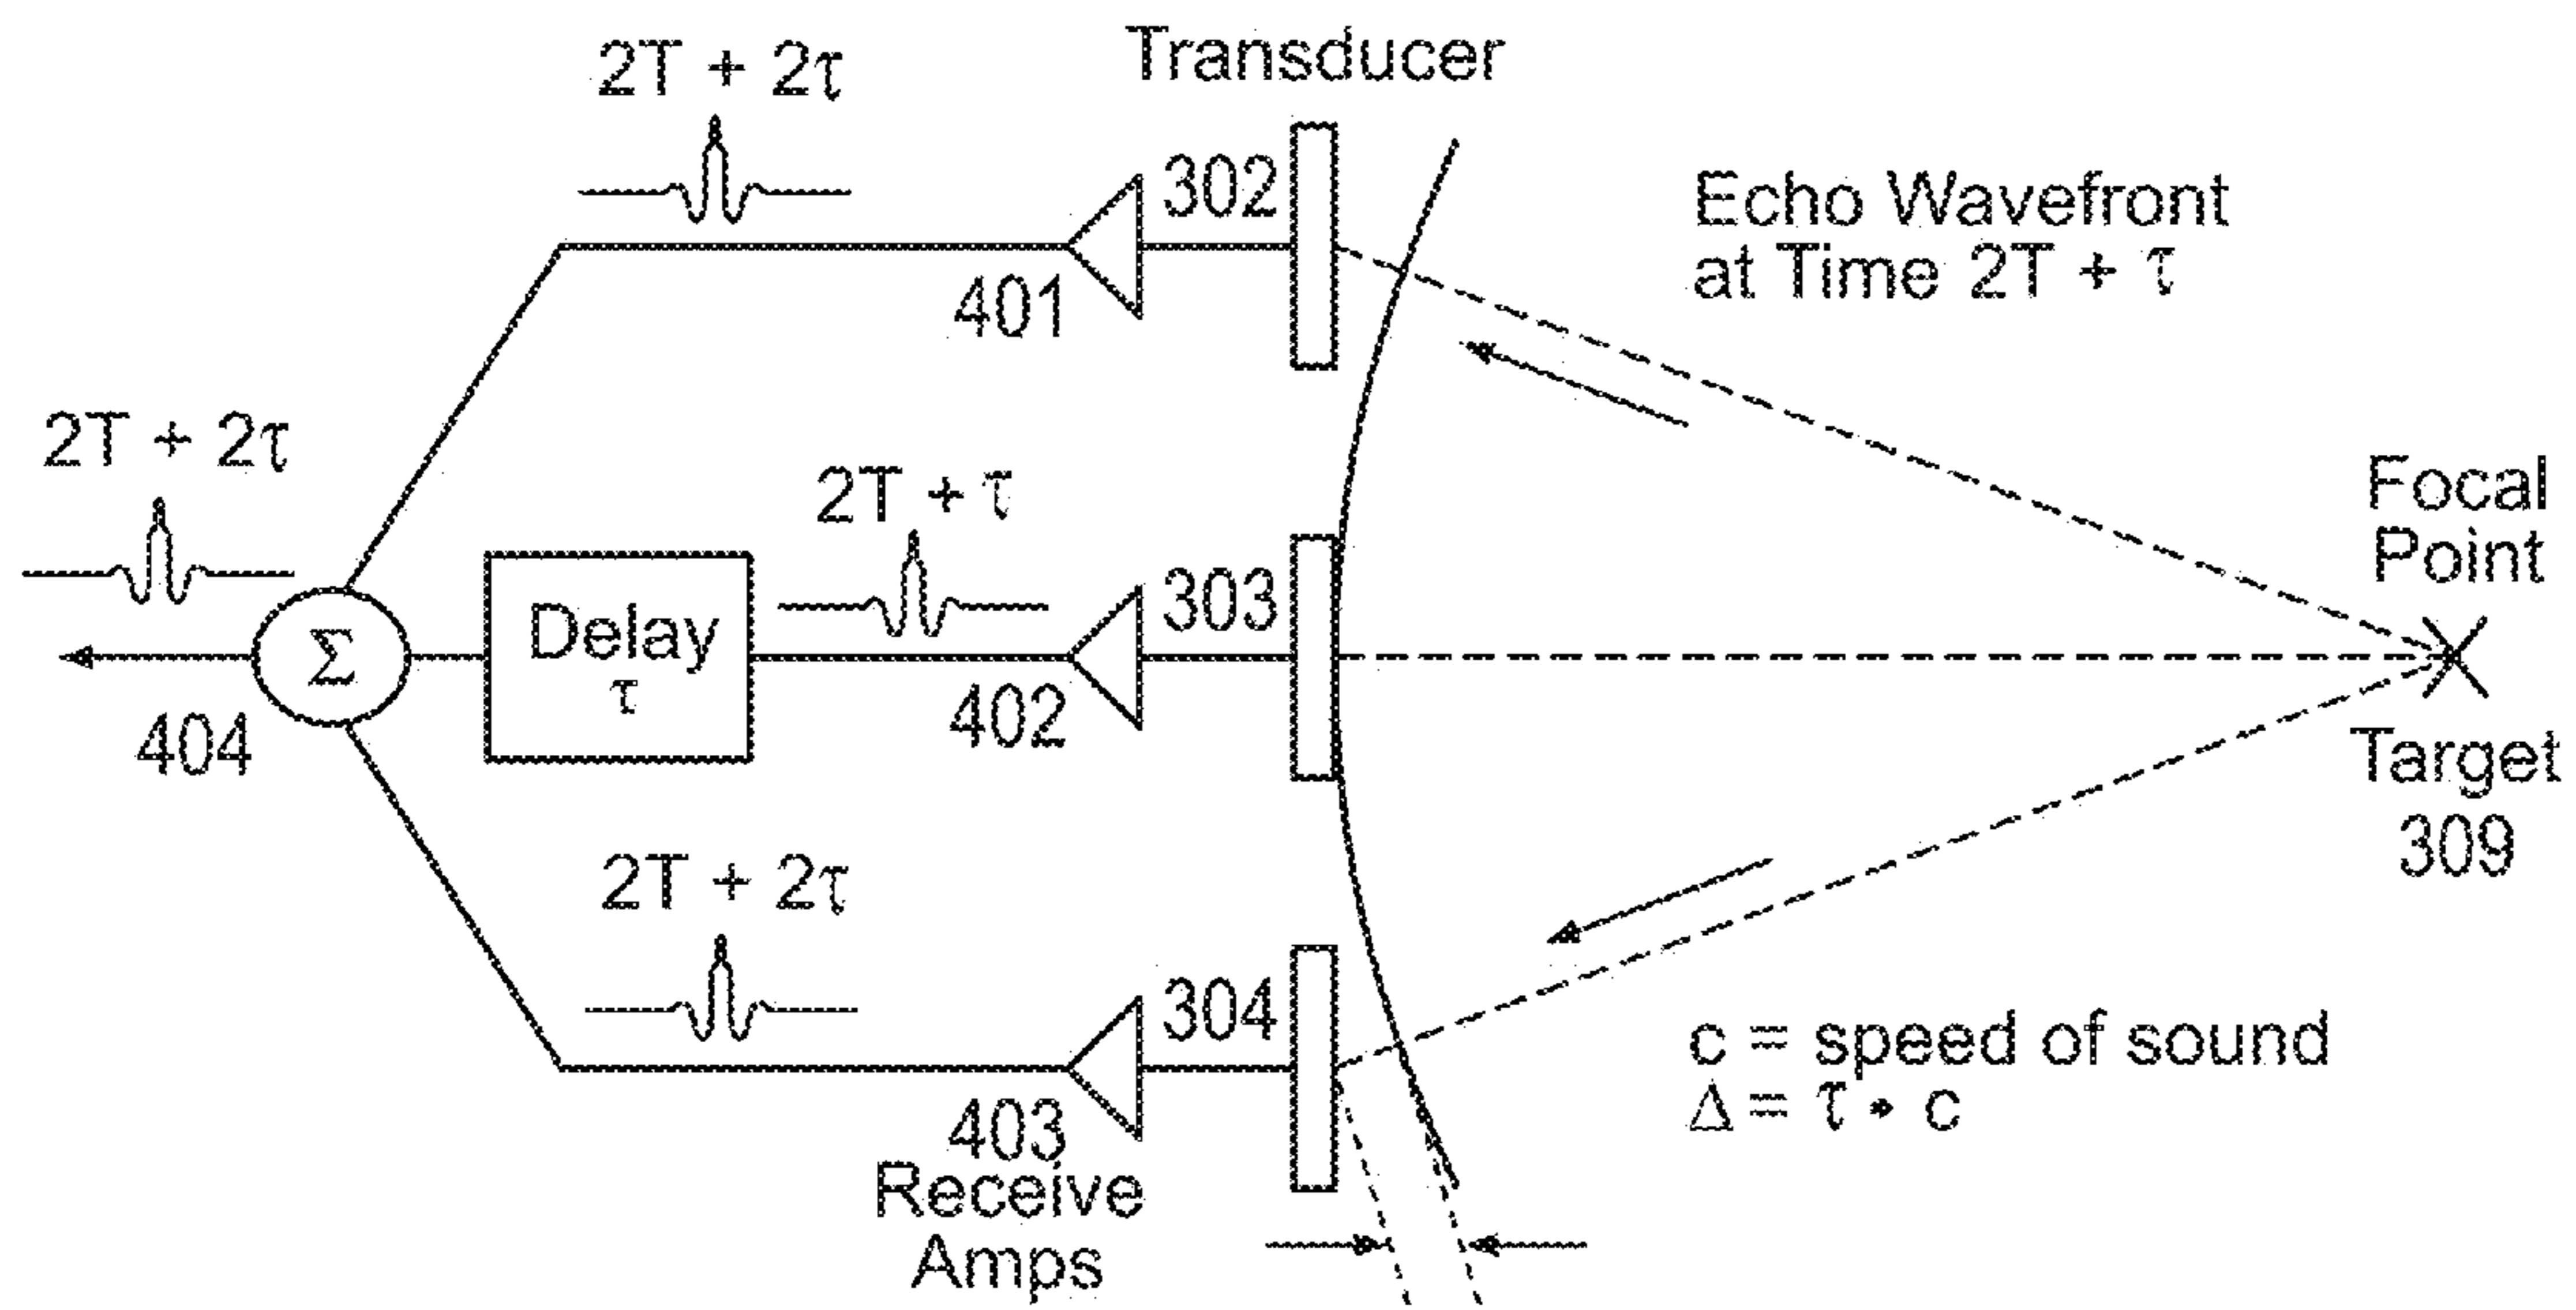 Transducer
2T + 2τ
302
Echo Wavefront
at Time 2T + τ
401
2T + 2τ
2T + τ
Focal
Point
303
Σ
Delay
τ
404
402
Target
309
2T + 2τ
304
c = speed of sound
Δ = τ • c
403
Receive
Amps